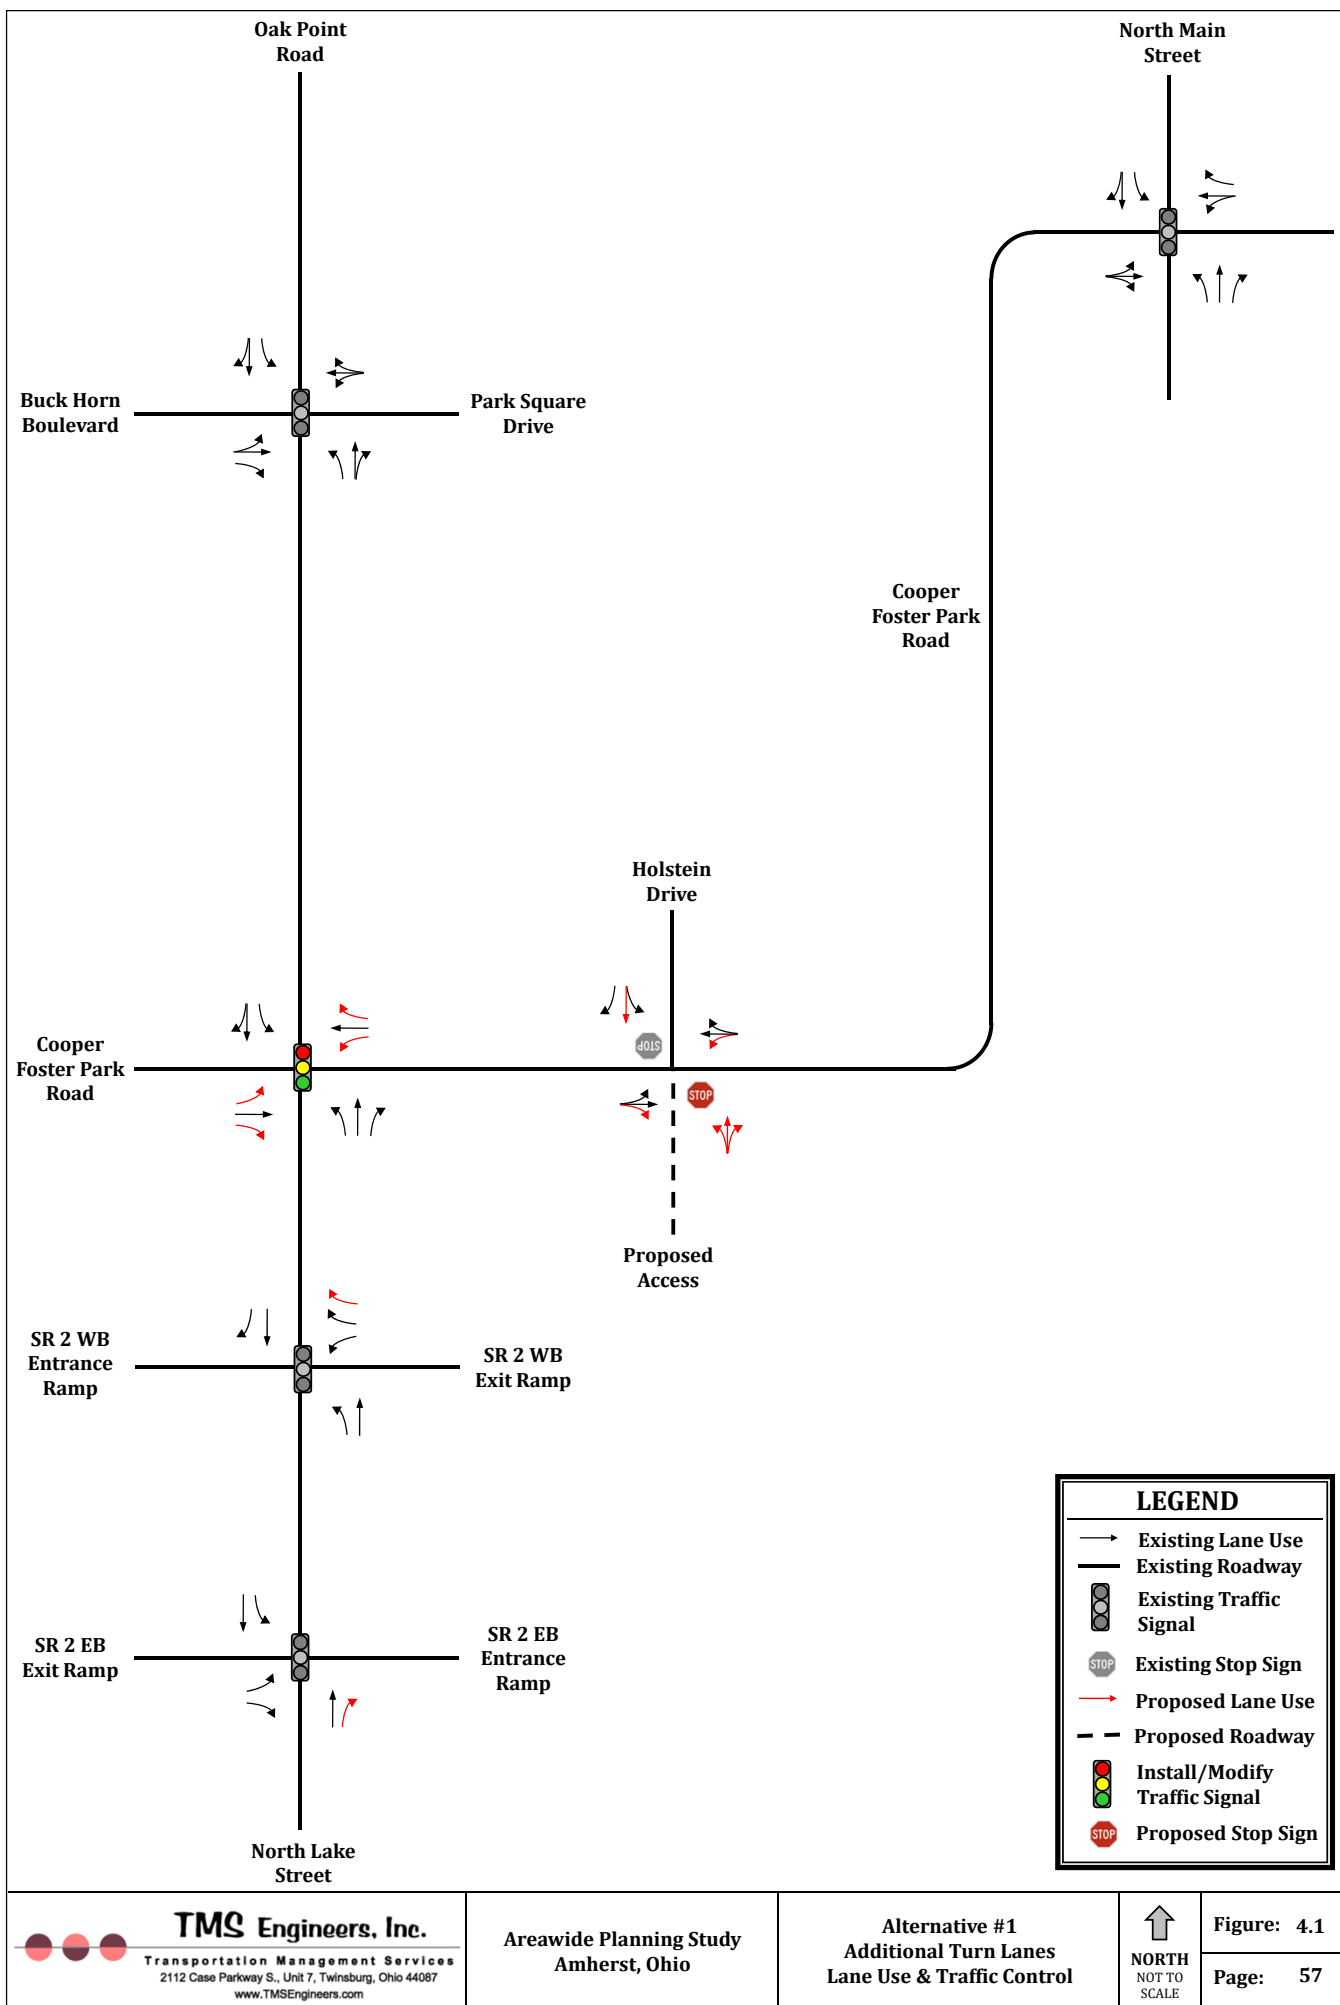 Oak Point
Road
North Main
Street
Buck Horn
Boulevard
Park Square
Drive
Cooper
Foster Park
Road
Holstein
Drive
STOP
Cooper
Foster Park
Road
STOP
Proposed
Access
SR 2 WB
Entrance
Ramp
SR 2 WB
Exit Ramp
SR 2 EB
Exit Ramp
SR 2 EB
Entrance
Ramp
North Lake
Street
LEGEND
Existing Lane Use
Existing Roadway
Existing Traffic
Signal
STOP
Existing Stop Sign
Proposed Lane Use
Proposed Roadway
Install/Modify
Traffic Signal
STOP
Proposed Stop Sign
TMS Engineers, Inc.
Transportation Management Services
2112 Case Parkway S., Unit 7, Twinsburg, Ohio 44087
www.TMSEngineers.com
Areawide Planning Study
Amherst, Ohio
Alternative #1
Additional Turn Lanes
Lane Use & Traffic Control
NORTH
NOT TO
SCALE
Figure: 4.1
Page: 57